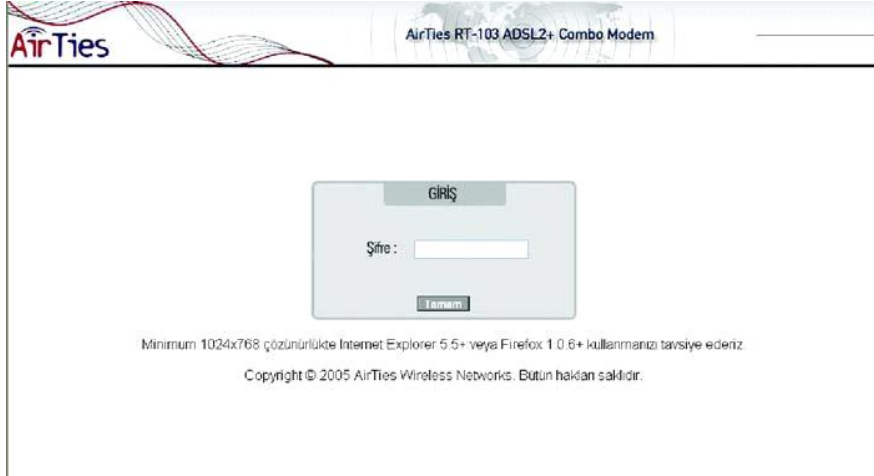 AirTies
AirTies RT-103 ADSL2+ Combo Modem
GİRİŞ
Şifre :
Tamam
Minimum 1024x768 çözünürlükte Internet Explorer 5.5+ veya Firefox 1.0.6+ kullanmanızı tavsiye ederiz.
Copyright © 2005 AirTies Wireless Networks. Bütün hakları saklıdır.